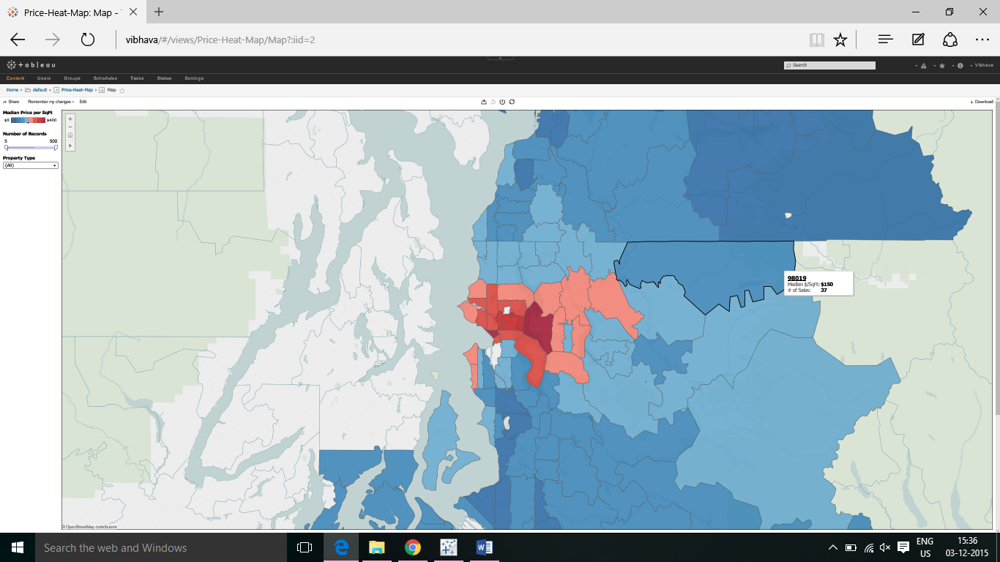 Price-Heat-Map: Map -
vibhava/#/views/Price-Heat-Map/Map?:iid=2
+ a b l e a u
Search
Content Users Groups Schedules Tasks Status Settings
Vibhava
Home > default > Price-Heat-Map > Map
Share Remember my changes Edit
Download
Median Price per SqFt
$0 $400
Number of Records
5 500
Property Type
(All)
98019
Median $/SqFt: $150
# of Sales: 37
© OpenStreetMap contributors
Search the web and Windows
ENG
US
15:36
03-12-2015